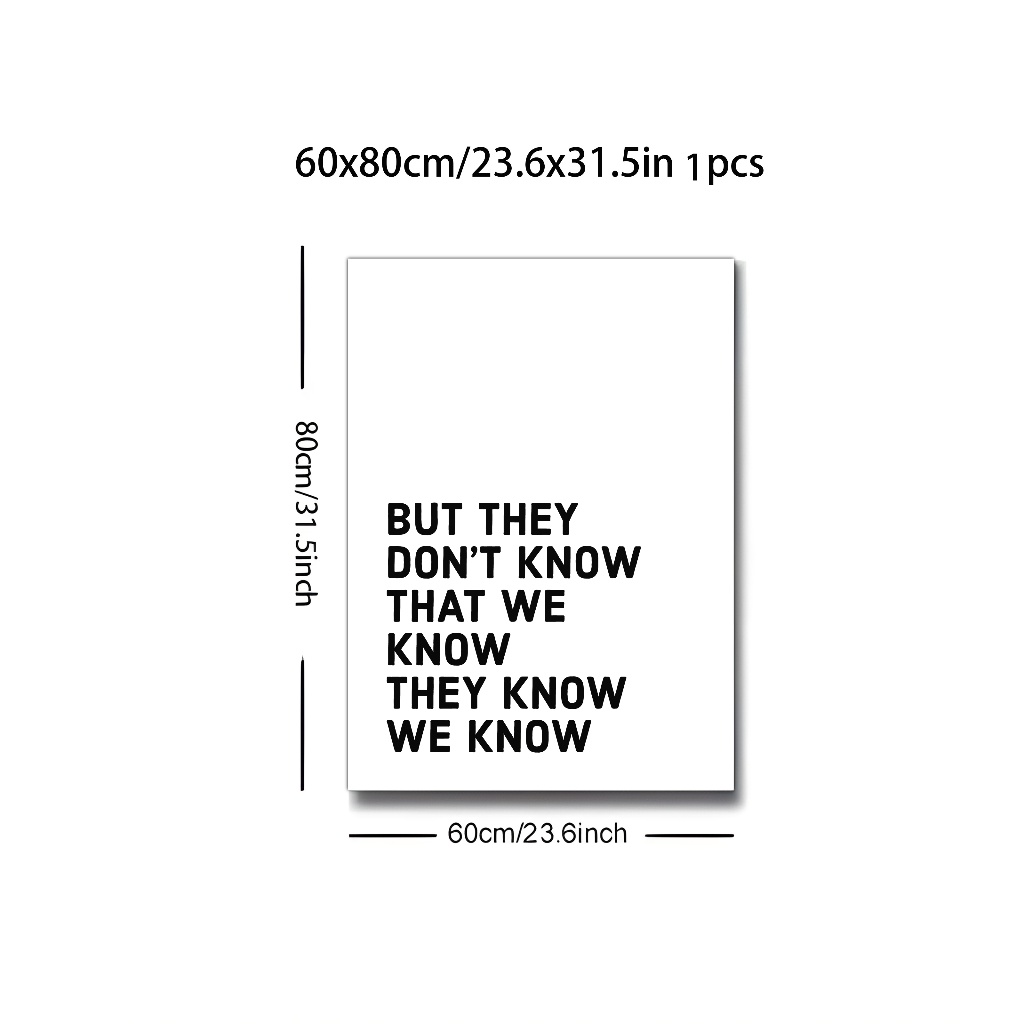 60x80cm/23.6x31.5in 1pcs
80cm/31.5inch
BUT THEY
DON’T KNOW
THAT WE
KNOW
THEY KNOW
WE KNOW
60cm/23.6inch